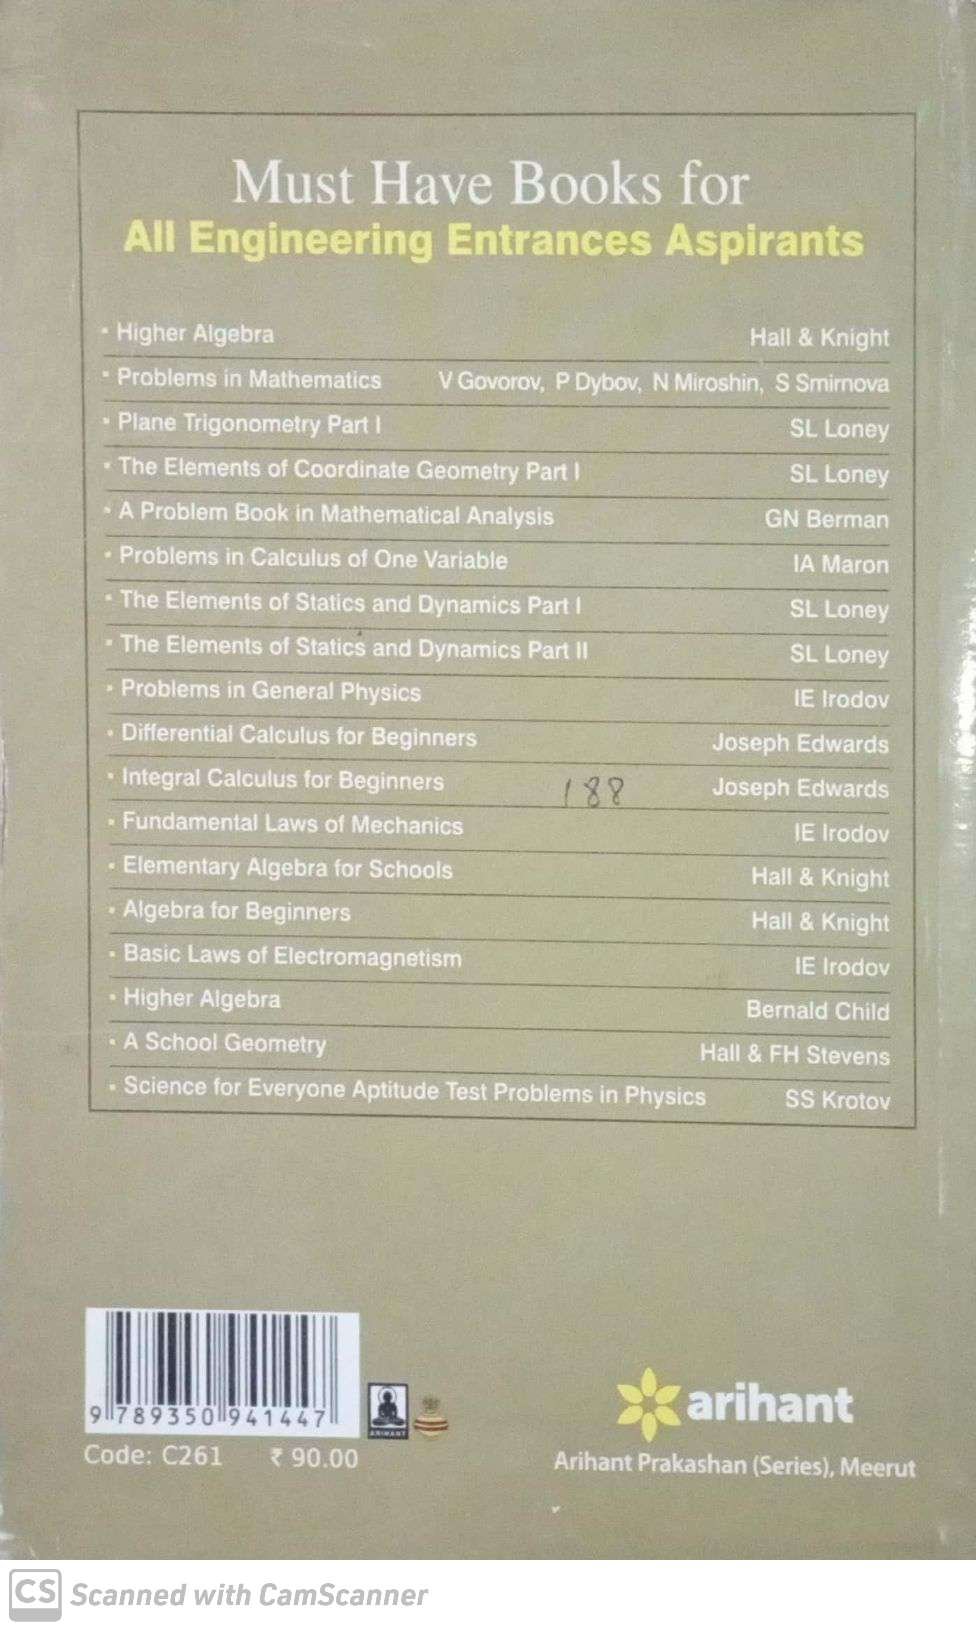 Must Have Books for
All Engineering Entrances Aspirants
• Higher Algebra Hall & Knight
• Problems in Mathematics V Govorov, P Dybov, N Miroshin, S Smirnova
• Plane Trigonometry Part I SL Loney
• The Elements of Coordinate Geometry Part I SL Loney
• A Problem Book in Mathematical Analysis GN Berman
• Problems in Calculus of One Variable IA Maron
• The Elements of Statics and Dynamics Part I SL Loney
• The Elements of Statics and Dynamics Part II SL Loney
• Problems in General Physics IE Irodov
• Differential Calculus for Beginners Joseph Edwards
• Integral Calculus for Beginners 188 Joseph Edwards
• Fundamental Laws of Mechanics IE Irodov
• Elementary Algebra for Schools Hall & Knight
• Algebra for Beginners Hall & Knight
• Basic Laws of Electromagnetism IE Irodov
• Higher Algebra Bernald Child
• A School Geometry Hall & FH Stevens
• Science for Everyone Aptitude Test Problems in Physics SS Krotov
9 789350 941447
ARIHANT
Code: C261 ₹ 90.00
arihant
Arihant Prakashan (Series), Meerut
CS Scanned with CamScanner